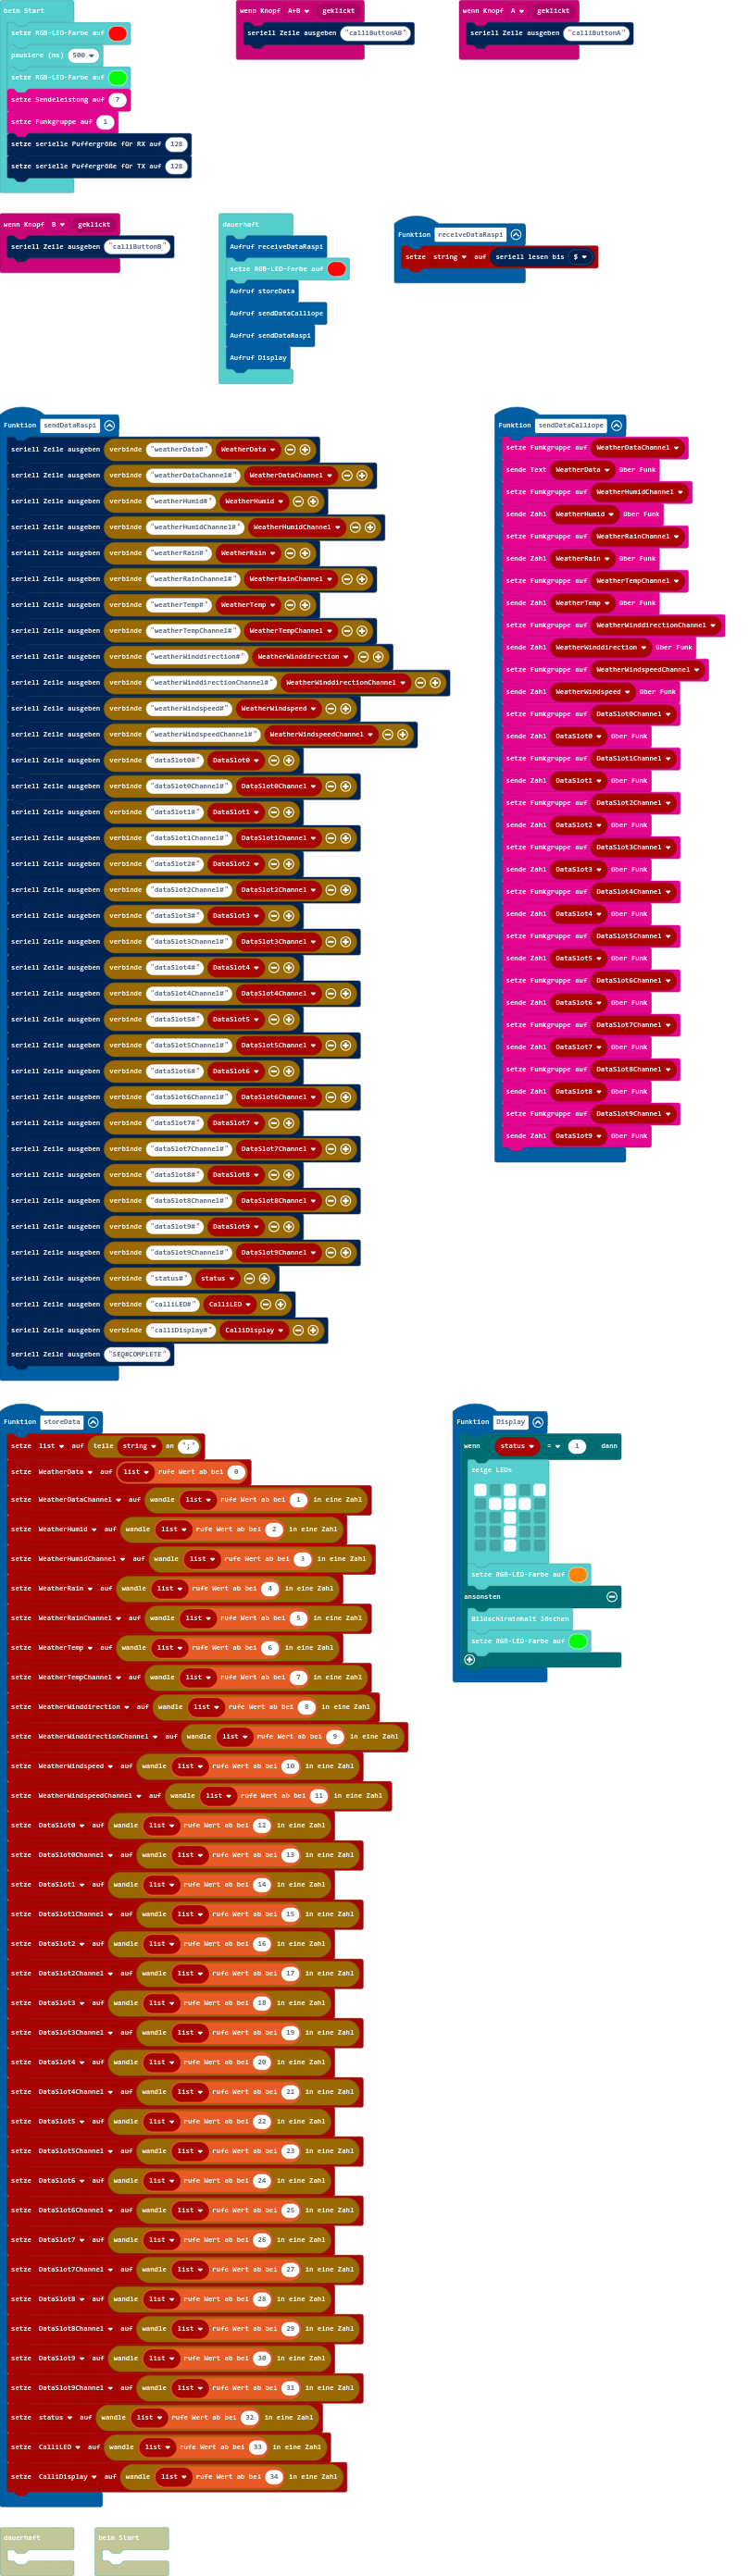 beim Start
setze RGB-LED-Farbe auf
pausiere (ms) 500
setze RGB-LED-Farbe auf
setze Sendeleistung auf 7
setze Funkgruppe auf 1
setze serielle Puffergröße für RX auf 128
setze serielle Puffergröße für TX auf 128
wenn Knopf A+B geklickt
seriell Zeile ausgeben "calliButtonAB"
wenn Knopf A geklickt
seriell Zeile ausgeben "calliButtonA"
wenn Knopf B geklickt
seriell Zeile ausgeben "calliButtonB"
dauerhaft
Aufruf receiveDataRaspi
setze RGB-LED-Farbe auf
Aufruf storeData
Aufruf sendDataCalliope
Aufruf sendDataRaspi
Aufruf Display
Funktion receiveDataRaspi
setze string auf seriell lesen bis $
Funktion sendDataRaspi
seriell Zeile ausgeben verbinde "weatherData#" WeatherData
seriell Zeile ausgeben verbinde "weatherDataChannel#" WeatherDataChannel
seriell Zeile ausgeben verbinde "weatherHumid#" WeatherHumid
seriell Zeile ausgeben verbinde "weatherHumidChannel#" WeatherHumidChannel
seriell Zeile ausgeben verbinde "weatherRain#" WeatherRain
seriell Zeile ausgeben verbinde "weatherRainChannel#" WeatherRainChannel
seriell Zeile ausgeben verbinde "weatherTemp#" WeatherTemp
seriell Zeile ausgeben verbinde "weatherTempChannel#" WeatherTempChannel
seriell Zeile ausgeben verbinde "weatherWinddirection#" WeatherWinddirection
seriell Zeile ausgeben verbinde "weatherWinddirectionChannel#" WeatherWinddirectionChannel
seriell Zeile ausgeben verbinde "weatherWindspeed#" WeatherWindspeed
seriell Zeile ausgeben verbinde "weatherWindspeedChannel#" WeatherWindspeedChannel
seriell Zeile ausgeben verbinde "dataSlot0#" DataSlot0
seriell Zeile ausgeben verbinde "dataSlot0Channel#" DataSlot0Channel
seriell Zeile ausgeben verbinde "dataSlot1#" DataSlot1
seriell Zeile ausgeben verbinde "dataSlot1Channel#" DataSlot1Channel
seriell Zeile ausgeben verbinde "dataSlot2#" DataSlot2
seriell Zeile ausgeben verbinde "dataSlot2Channel#" DataSlot2Channel
seriell Zeile ausgeben verbinde "dataSlot3#" DataSlot3
seriell Zeile ausgeben verbinde "dataSlot3Channel#" DataSlot3Channel
seriell Zeile ausgeben verbinde "dataSlot4#" DataSlot4
seriell Zeile ausgeben verbinde "dataSlot4Channel#" DataSlot4Channel
seriell Zeile ausgeben verbinde "dataSlot5#" DataSlot5
seriell Zeile ausgeben verbinde "dataSlot5Channel#" DataSlot5Channel
seriell Zeile ausgeben verbinde "dataSlot6#" DataSlot6
seriell Zeile ausgeben verbinde "dataSlot6Channel#" DataSlot6Channel
seriell Zeile ausgeben verbinde "dataSlot7#" DataSlot7
seriell Zeile ausgeben verbinde "dataSlot7Channel#" DataSlot7Channel
seriell Zeile ausgeben verbinde "dataSlot8#" DataSlot8
seriell Zeile ausgeben verbinde "dataSlot8Channel#" DataSlot8Channel
seriell Zeile ausgeben verbinde "dataSlot9#" DataSlot9
seriell Zeile ausgeben verbinde "dataSlot9Channel#" DataSlot9Channel
seriell Zeile ausgeben verbinde "status#" status
seriell Zeile ausgeben verbinde "calliLED#" CalliLED
seriell Zeile ausgeben verbinde "calliDisplay#" CalliDisplay
seriell Zeile ausgeben "SEQ#COMPLETE"
Funktion sendDataCalliope
setze Funkgruppe auf WeatherDataChannel
sende Text WeatherData über Funk
setze Funkgruppe auf WeatherHumidChannel
sende Zahl WeatherHumid über Funk
setze Funkgruppe auf WeatherRainChannel
sende Zahl WeatherRain über Funk
setze Funkgruppe auf WeatherTempChannel
sende Zahl WeatherTemp über Funk
setze Funkgruppe auf WeatherWinddirectionChannel
sende Zahl WeatherWinddirection über Funk
setze Funkgruppe auf WeatherWindspeedChannel
sende Zahl WeatherWindspeed über Funk
setze Funkgruppe auf DataSlot0Channel
sende Zahl DataSlot0 über Funk
setze Funkgruppe auf DataSlot1Channel
sende Zahl DataSlot1 über Funk
setze Funkgruppe auf DataSlot2Channel
sende Zahl DataSlot2 über Funk
setze Funkgruppe auf DataSlot3Channel
sende Zahl DataSlot3 über Funk
setze Funkgruppe auf DataSlot4Channel
sende Zahl DataSlot4 über Funk
setze Funkgruppe auf DataSlot5Channel
sende Zahl DataSlot5 über Funk
setze Funkgruppe auf DataSlot6Channel
sende Zahl DataSlot6 über Funk
setze Funkgruppe auf DataSlot7Channel
sende Zahl DataSlot7 über Funk
setze Funkgruppe auf DataSlot8Channel
sende Zahl DataSlot8 über Funk
setze Funkgruppe auf DataSlot9Channel
sende Zahl DataSlot9 über Funk
Funktion storeData
setze list auf teile string an ";"
setze WeatherData auf list rufe Wert ab bei 0
setze WeatherDataChannel auf wandle list rufe Wert ab bei 1 in eine Zahl
setze WeatherHumid auf wandle list rufe Wert ab bei 2 in eine Zahl
setze WeatherHumidChannel auf wandle list rufe Wert ab bei 3 in eine Zahl
setze WeatherRain auf wandle list rufe Wert ab bei 4 in eine Zahl
setze WeatherRainChannel auf wandle list rufe Wert ab bei 5 in eine Zahl
setze WeatherTemp auf wandle list rufe Wert ab bei 6 in eine Zahl
setze WeatherTempChannel auf wandle list rufe Wert ab bei 7 in eine Zahl
setze WeatherWinddirection auf wandle list rufe Wert ab bei 8 in eine Zahl
setze WeatherWinddirectionChannel auf wandle list rufe Wert ab bei 9 in eine Zahl
setze WeatherWindspeed auf wandle list rufe Wert ab bei 10 in eine Zahl
setze WeatherWindspeedChannel auf wandle list rufe Wert ab bei 11 in eine Zahl
setze DataSlot0 auf wandle list rufe Wert ab bei 12 in eine Zahl
setze DataSlot0Channel auf wandle list rufe Wert ab bei 13 in eine Zahl
setze DataSlot1 auf wandle list rufe Wert ab bei 14 in eine Zahl
setze DataSlot1Channel auf wandle list rufe Wert ab bei 15 in eine Zahl
setze DataSlot2 auf wandle list rufe Wert ab bei 16 in eine Zahl
setze DataSlot2Channel auf wandle list rufe Wert ab bei 17 in eine Zahl
setze DataSlot3 auf wandle list rufe Wert ab bei 18 in eine Zahl
setze DataSlot3Channel auf wandle list rufe Wert ab bei 19 in eine Zahl
setze DataSlot4 auf wandle list rufe Wert ab bei 20 in eine Zahl
setze DataSlot4Channel auf wandle list rufe Wert ab bei 21 in eine Zahl
setze DataSlot5 auf wandle list rufe Wert ab bei 22 in eine Zahl
setze DataSlot5Channel auf wandle list rufe Wert ab bei 23 in eine Zahl
setze DataSlot6 auf wandle list rufe Wert ab bei 24 in eine Zahl
setze DataSlot6Channel auf wandle list rufe Wert ab bei 25 in eine Zahl
setze DataSlot7 auf wandle list rufe Wert ab bei 26 in eine Zahl
setze DataSlot7Channel auf wandle list rufe Wert ab bei 27 in eine Zahl
setze DataSlot8 auf wandle list rufe Wert ab bei 28 in eine Zahl
setze DataSlot8Channel auf wandle list rufe Wert ab bei 29 in eine Zahl
setze DataSlot9 auf wandle list rufe Wert ab bei 30 in eine Zahl
setze DataSlot9Channel auf wandle list rufe Wert ab bei 31 in eine Zahl
setze status auf wandle list rufe Wert ab bei 32 in eine Zahl
setze CalliLED auf wandle list rufe Wert ab bei 33 in eine Zahl
setze CalliDisplay auf wandle list rufe Wert ab bei 34 in eine Zahl
Funktion Display
wenn status = 1 dann
zeige LEDs
setze RGB-LED-Farbe auf
ansonsten
Bildschirminhalt löschen
setze RGB-LED-Farbe auf
dauerhaft
beim Start